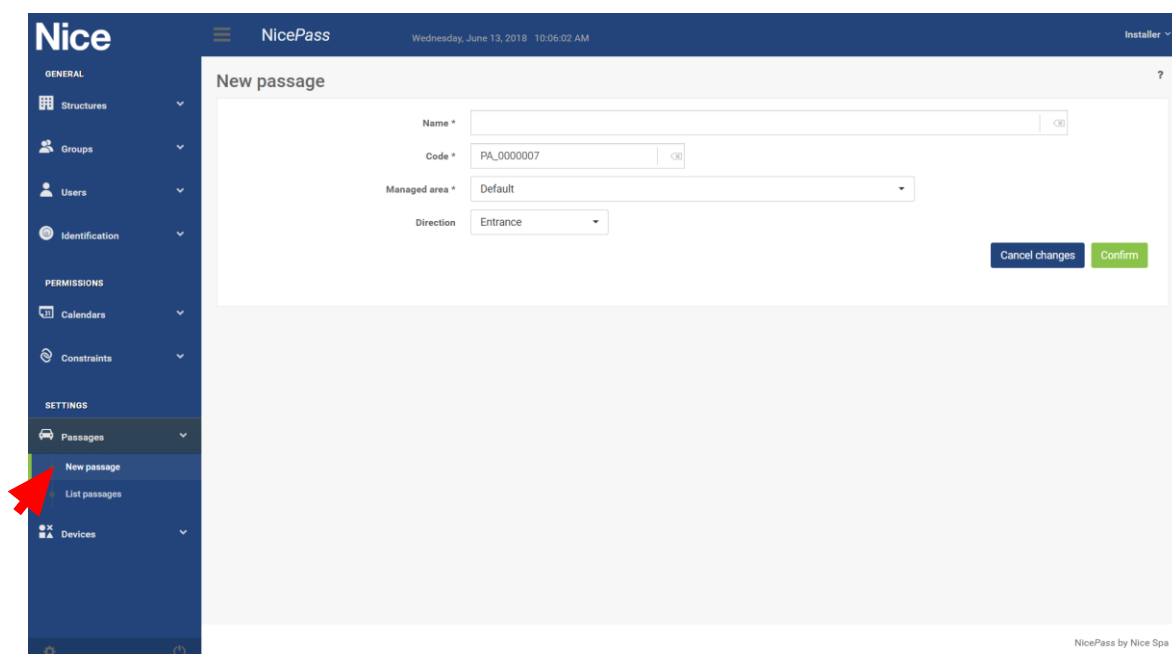 Nice
NicePass
Wednesday, June 13, 2018 10:06:02 AM
Installer
GENERAL
Structures
Groups
Users
Identification
PERMISSIONS
Calendars
Constraints
SETTINGS
Passages
New passage
List passages
Devices
New passage
?
Name *
Code *
PA_0000007
Managed area *
Default
Direction
Entrance
Cancel changes
Confirm
NicePass by Nice Spa